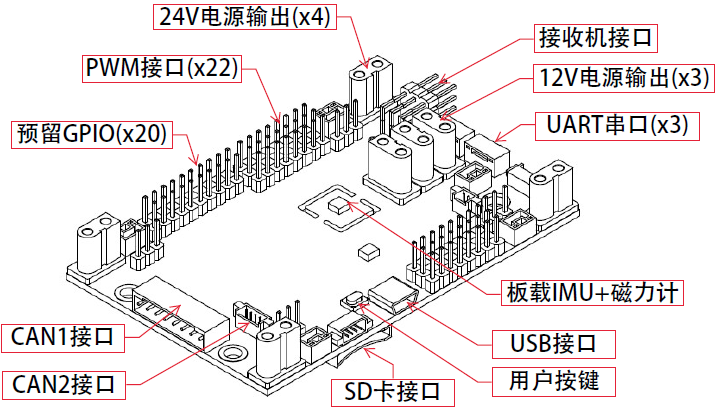 24V电源输出(x4)
接收机接口
PWM接口(x22)
12V电源输出(x3)
预留GPIO(x20)
UART串口(x3)
板载IMU+磁力计
CAN1接口
USB接口
CAN2接口
SD卡接口
用户按键